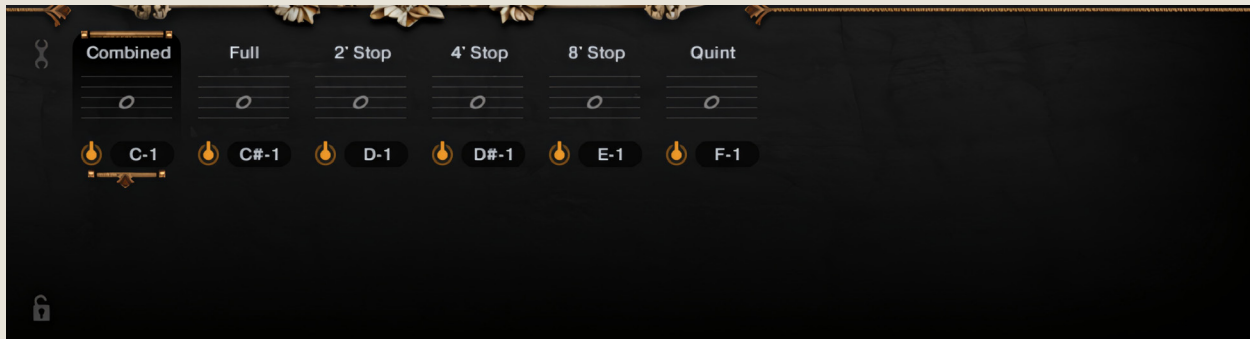 Combined Full 2' Stop 4' Stop 8' Stop Quint
C-1 C#-1 D-1 D#-1 E-1 F-1